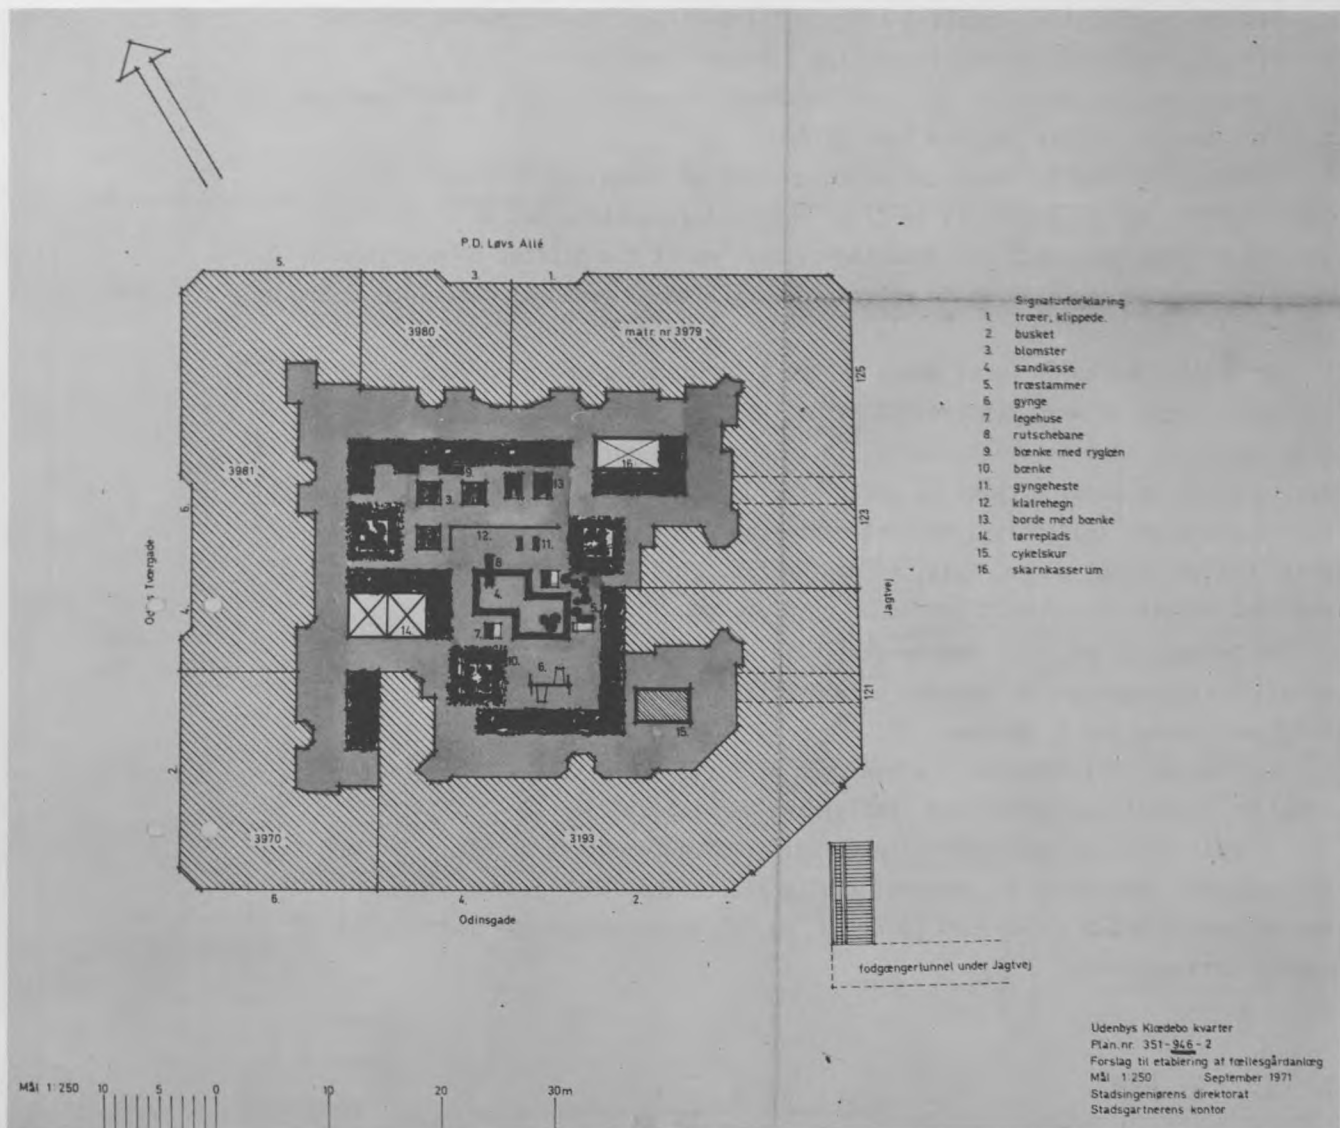 P.D. Løvs Allé
5.
3.
1.
3980
matr. nr 3979
125
3981
6.
16.
9.
3.
13
12.
11.
123
8
4.
5.
Odins Tværgade
4.
14.
7.
10.
6.
Jagtvej
121
15.
2.
3970
3193
6.
4.
2.
Odinsgade
Signaturforklaring
1. træer, klippede.
2. busket
3. blomster
4. sandkasse
5. træstammer
6. gynge
7. legehuse
8. rutschebane
9. bænke med ryglæn
10. bænke
11. gyngeheste
12. klatrehegn
13. borde med bænke
14. tørreplads
15. cykelskur
16. skarnkasserum
fodgængertunnel under Jagtvej
Udenbys Klædebo kvarter
Plan. nr. 351-946-2
Forslag til etablering af fællesgårdanlæg
Mål 1:250 September 1971
Stadsingeniørens direktorat
Stadsgartnerens kontor
Mål 1:250 10 5 0 10 20 30m